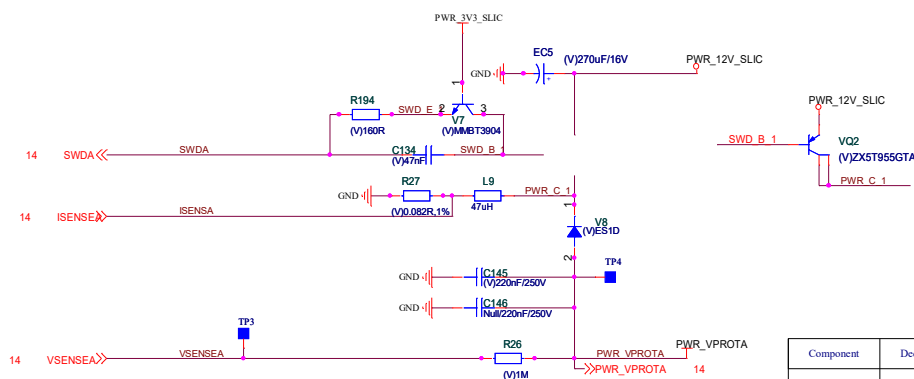 PWR_3V3_SLIC
EC5
(V)270uF/16V
GND
PWR_12V_SLIC
PWR_12V_SLIC
1
R194
SWD_E
2
3
V7
(V)160R
(V)MMBT3904
SWD_B_1
VQ2
(V)ZX5T955GTA
14
SWDA
SWDA
C134
SWD_B_1
(V)47nF
PWR_C_1
R27
L9
GND
PWR_C_1
(V)0.082R,1%
47uH
14
ISENSEA
ISENSA
1
V8
(V)ES1D
2
TP4
GND
C145
(V)220nF/250V
GND
C146
Null/220nF/250V
TP3
R26
PWR_VPROTA
14
VSENSEA
VSENSEA
PWR_VPROTA
(V)1M
PWR_VPROTA
14
Component